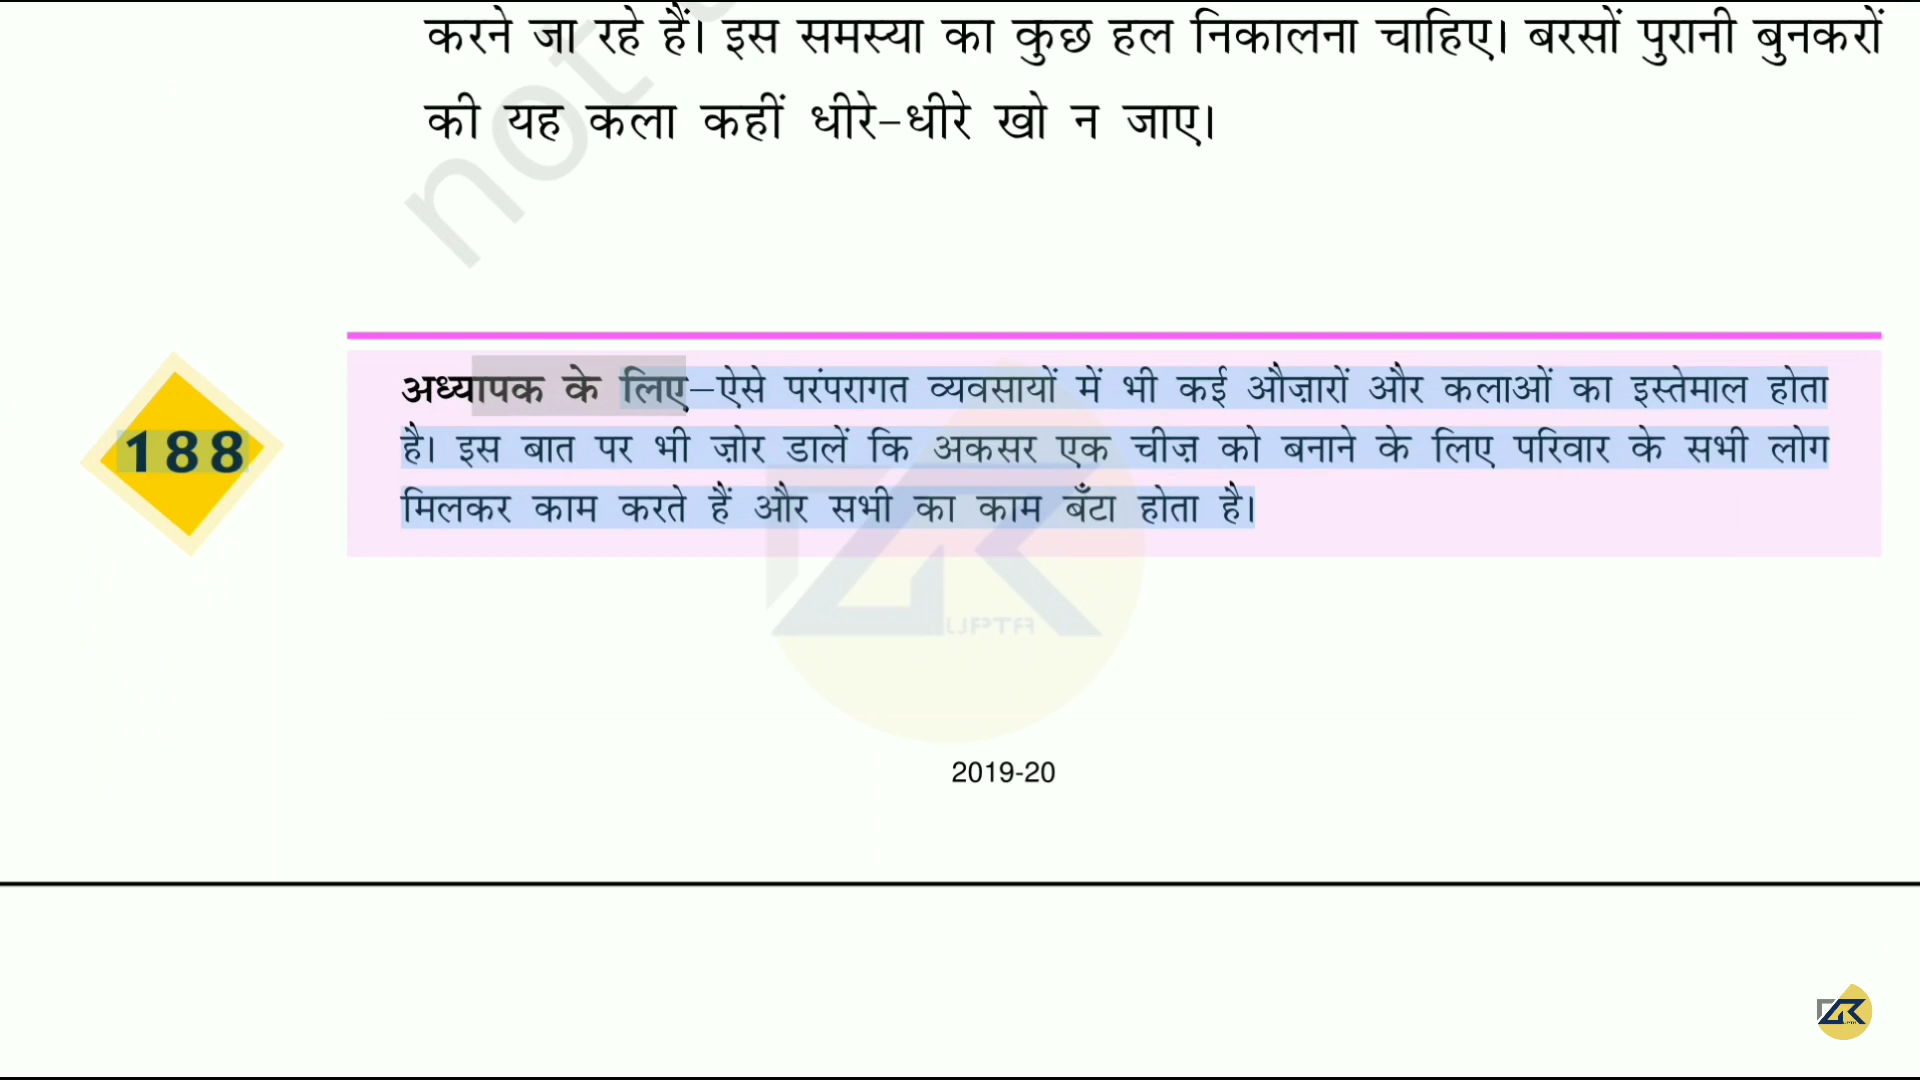 करने जा रहे हैं। इस समस्या का कुछ हल निकालना चाहिए। बरसों पुरानी बुनकरों
की यह कला कहीं धीरे-धीरे खो न जाए।
not
अध्यापक के लिए–ऐसे परंपरागत व्यवसायों में भी कई औज़ारों और कलाओं का इस्तेमाल होता
है। इस बात पर भी ज़ोर डालें कि अकसर एक चीज़ को बनाने के लिए परिवार के सभी लोग
मिलकर काम करते हैं और सभी का काम बँटा होता है।
188
2019-20